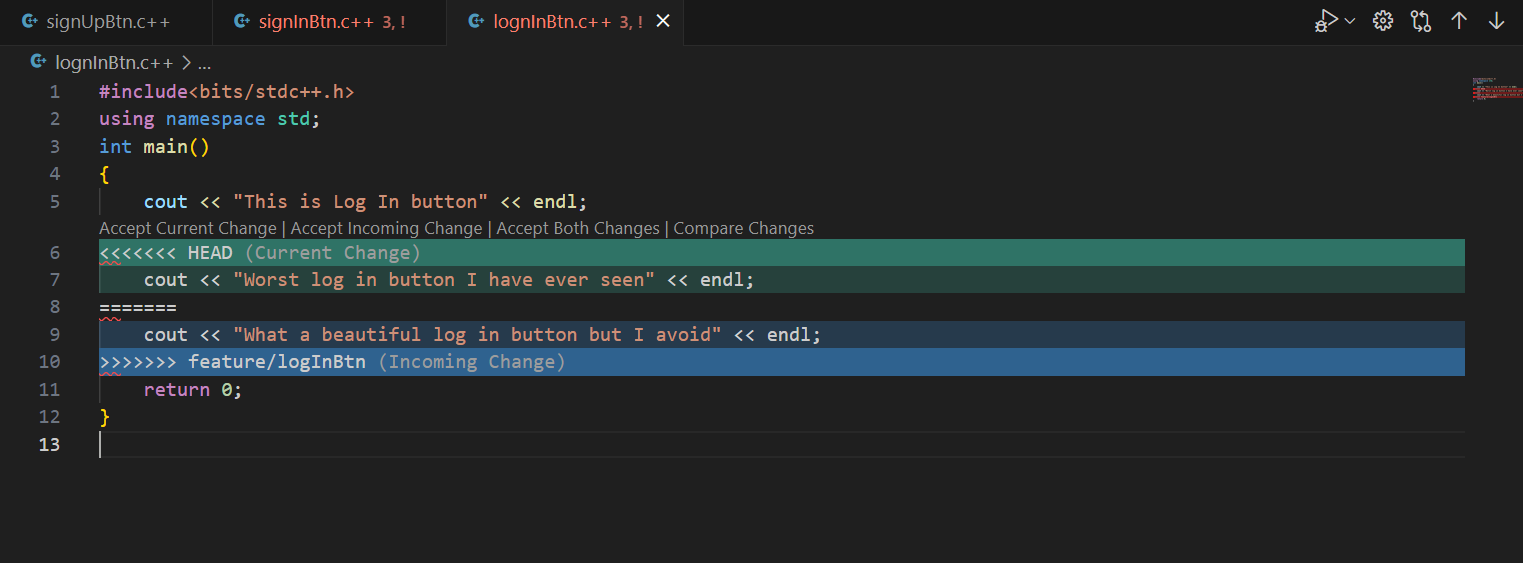 signUpBtn.c++ signInBtn.c++ 3, ! lognInBtn.c++ 3, !
lognInBtn.c++ > ...
1 #include<bits/stdc++.h>
2 using namespace std;
3 int main()
4 {
5 cout << "This is Log In button" << endl;
Accept Current Change | Accept Incoming Change | Accept Both Changes | Compare Changes
6 <<<<<<< HEAD (Current Change)
7 cout << "Worst log in button I have ever seen" << endl;
8 =======
9 cout << "What a beautiful log in button but I avoid" << endl;
10 >>>>>>> feature/logInBtn (Incoming Change)
11 return 0;
12 }
13